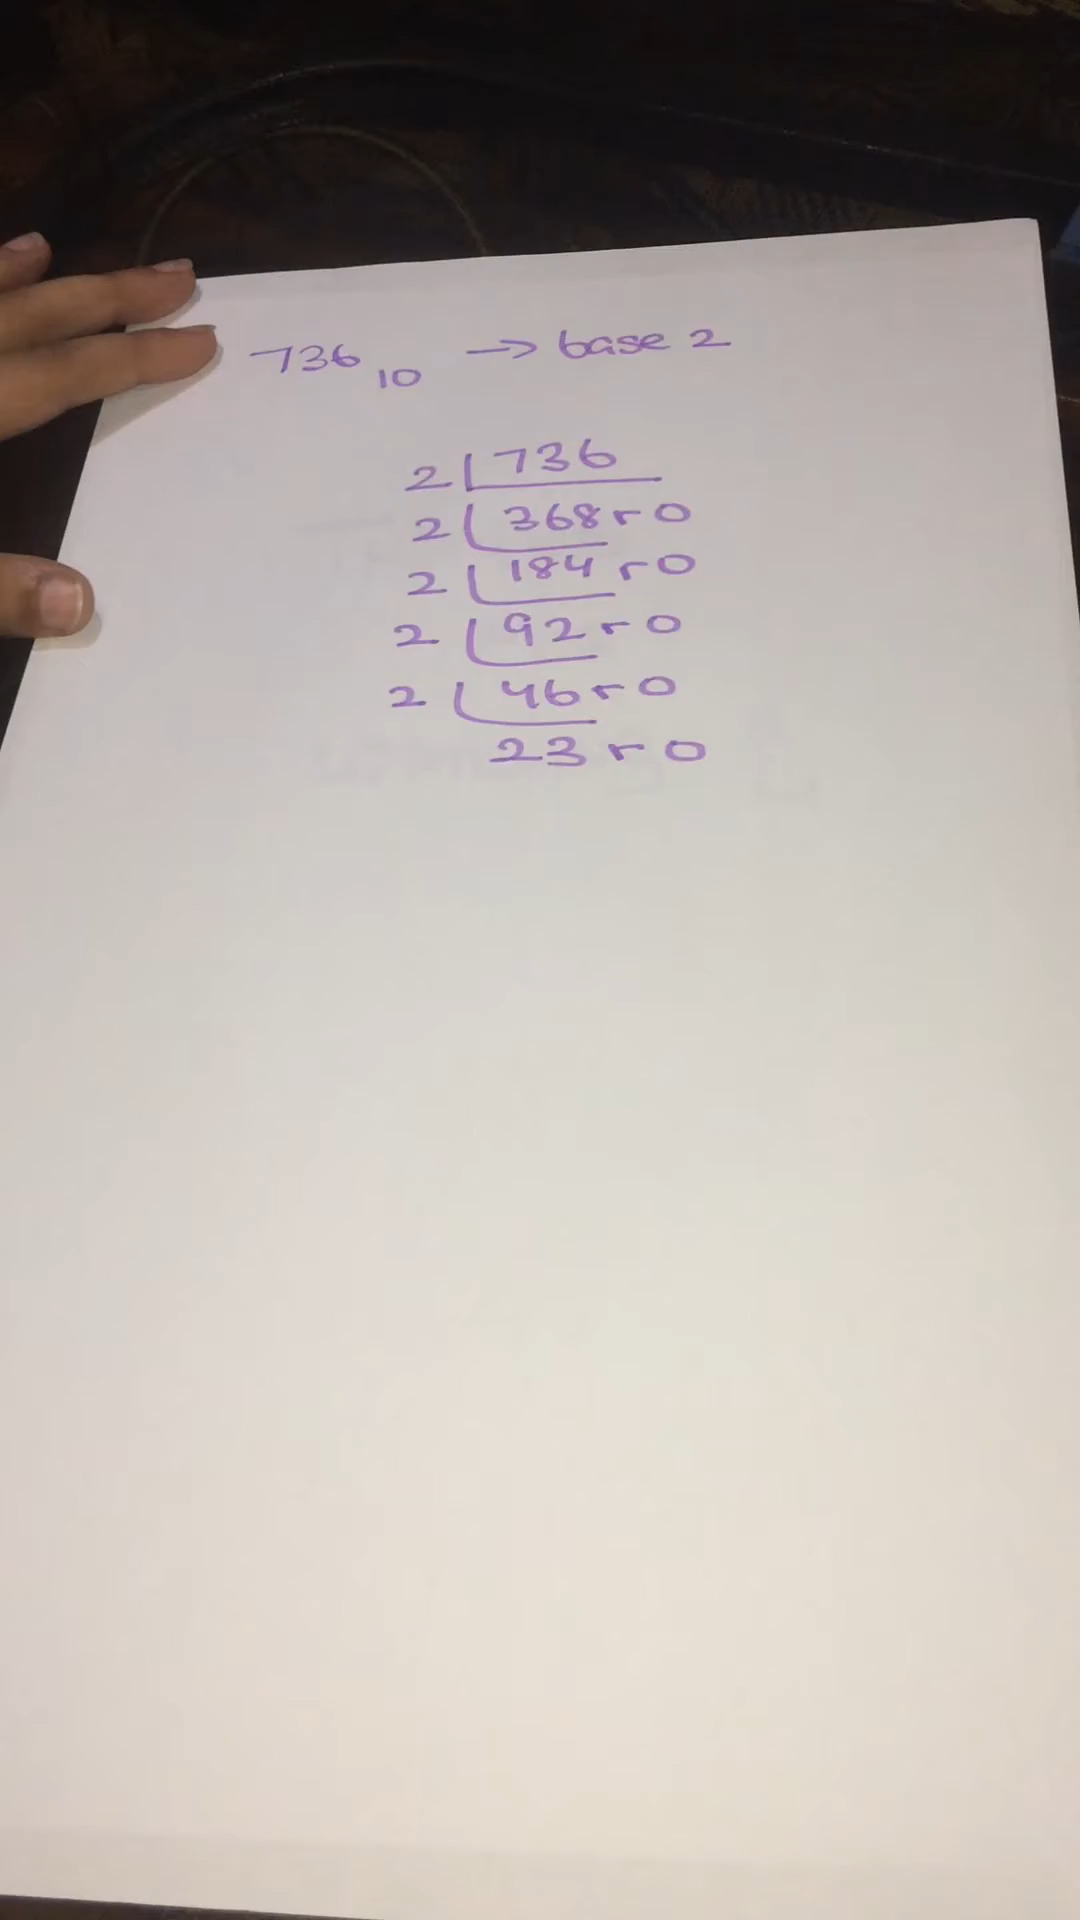 736 10 → base 2
2 | 736
2 | 368 r 0
2 | 184 r 0
2 | 92 r 0
2 | 46 r 0
23 r 0